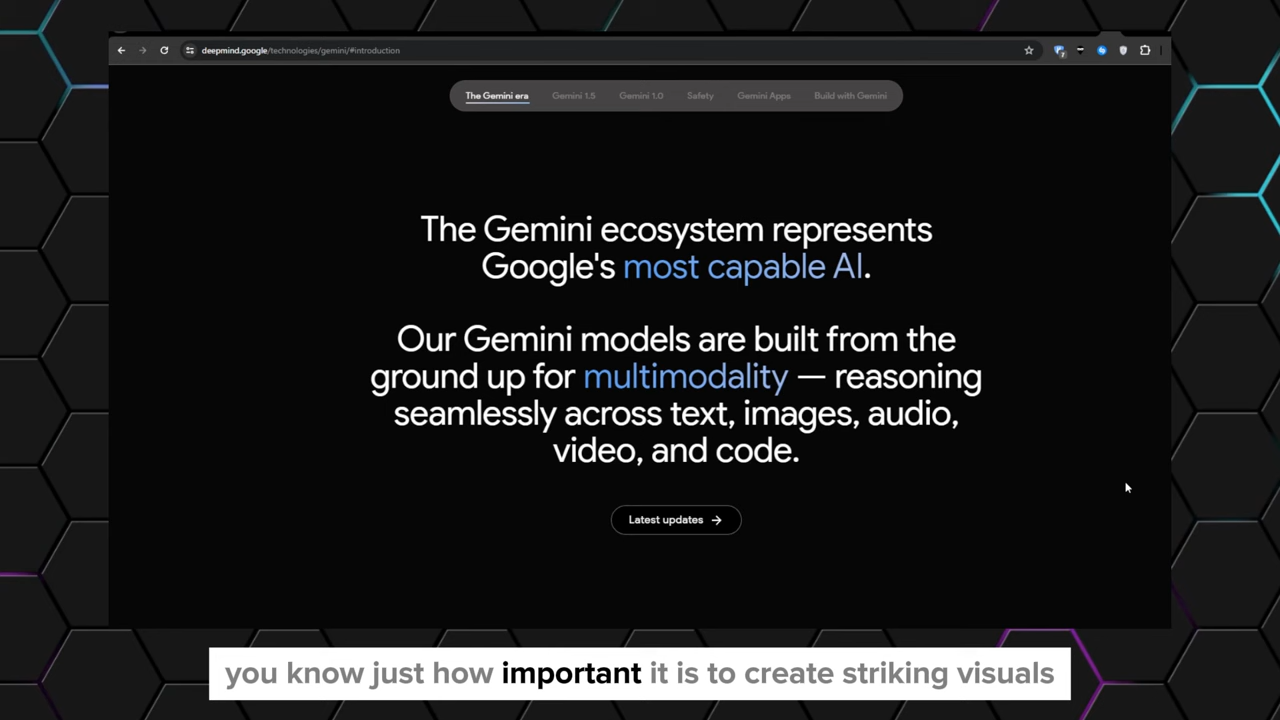 deepmind.google/technologies/gemini/#introduction
The Gemini era Gemini 1.5 Gemini 1.0 Safety Gemini Apps Build with Gemini
The Gemini ecosystem represents
Google's most capable AI.
Our Gemini models are built from the
ground up for multimodality — reasoning
seamlessly across text, images, audio,
video, and code.
Latest updates →
you know just how important it is to create striking visuals